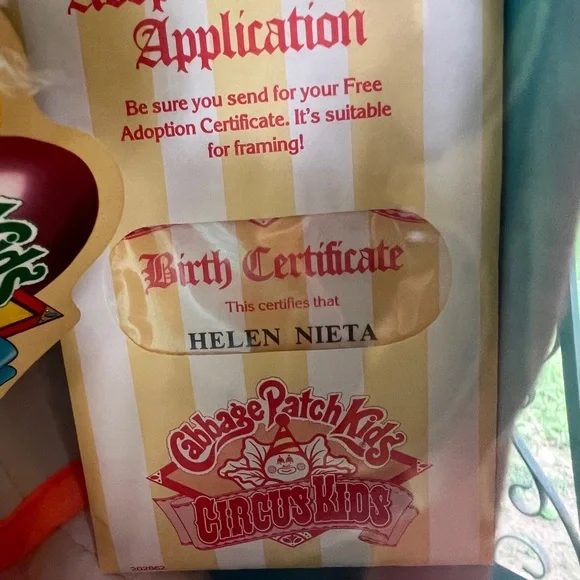 Application
Be sure you send for your Free
Adoption Certificate. It's suitable
for framing!
Birth Certificate
This certifies that
HELEN NIETA
Cabbage Patch Kids
CIRCUS KIDS
302662